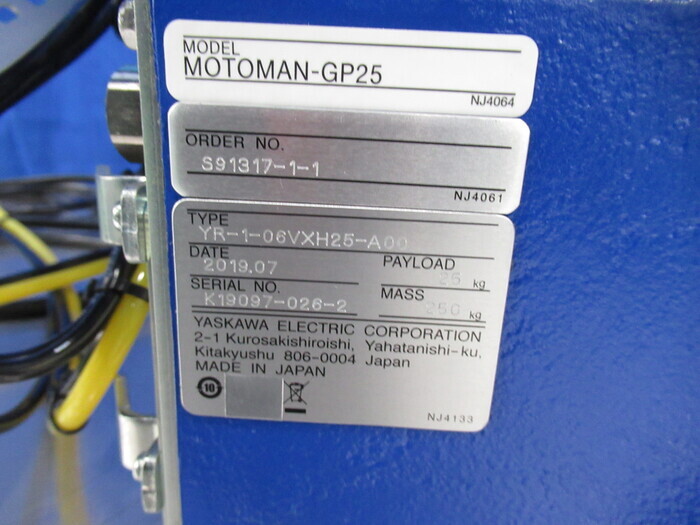 MODEL
MOTOMAN-GP25
NJ4064
ORDER NO.
S91317-1-1
NJ4061
TYPE
YR-1-06VXH25-A00
DATE
2019.07
PAYLOAD
25 kg
SERIAL NO.
K19097-026-2
MASS
250 kg
YASKAWA ELECTRIC CORPORATION
2-1 Kurosakishiroishi, Yahatanishi-ku,
Kitakyushu 806-0004 Japan
MADE IN JAPAN
10
NJ4133